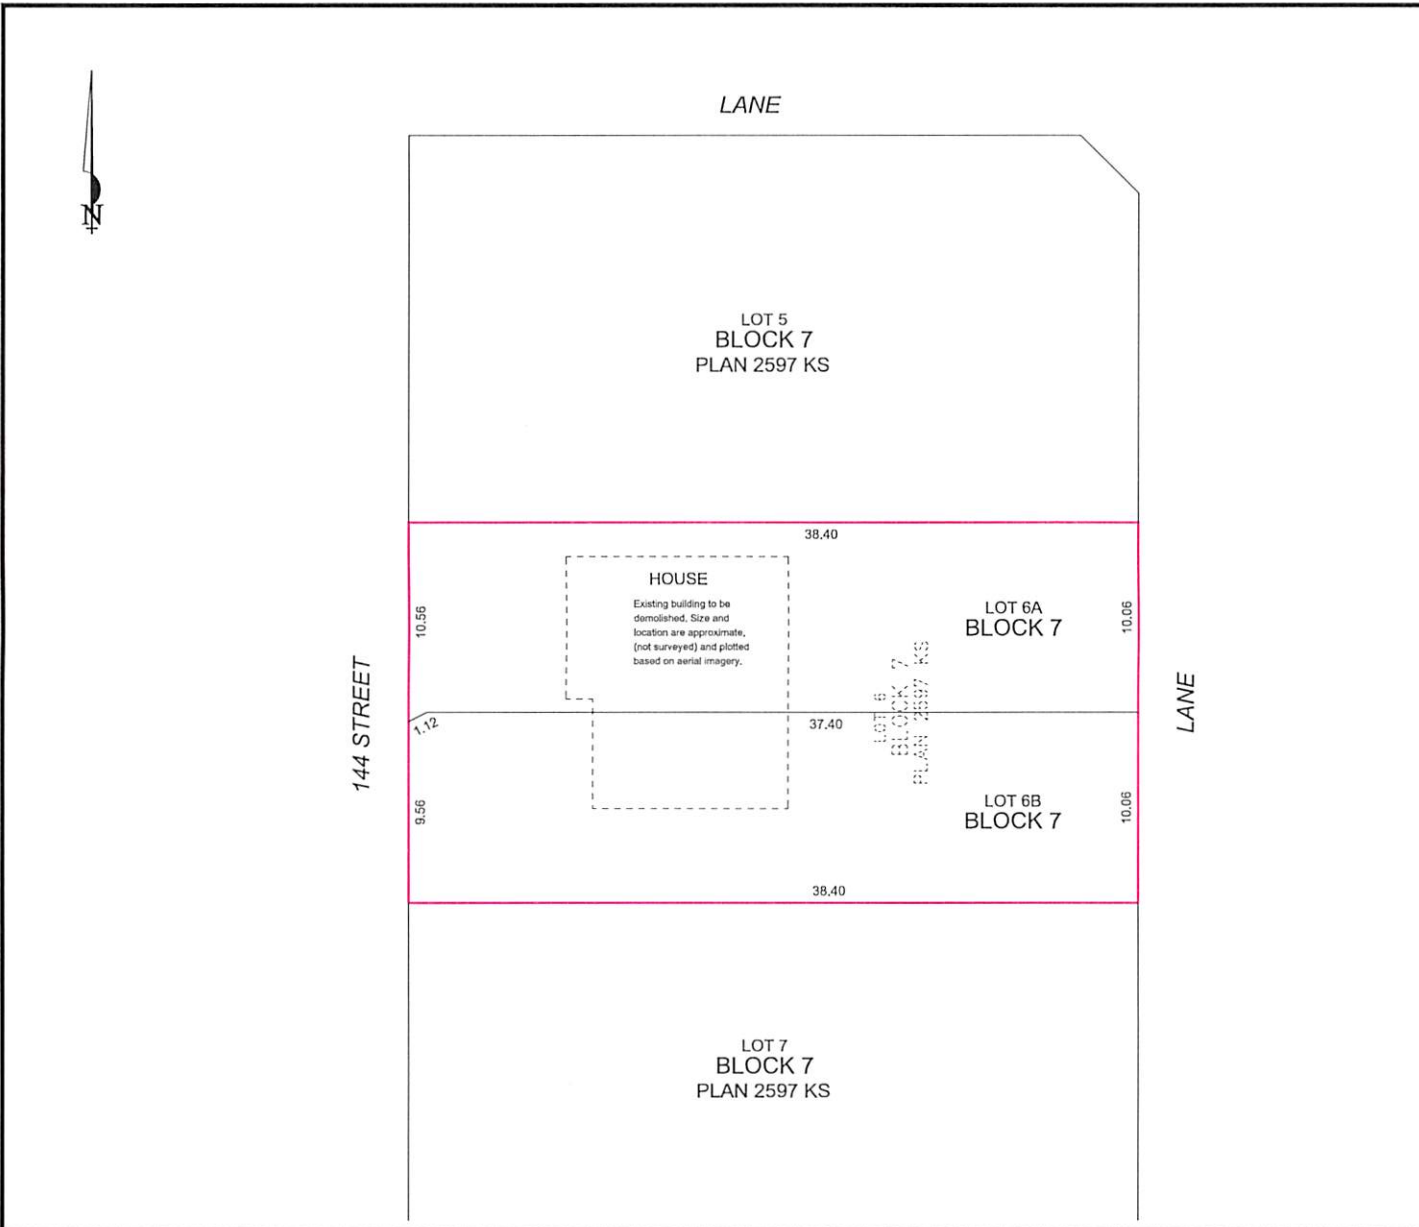 LANE
N
LOT 5
BLOCK 7
PLAN 2597 KS
38.40
HOUSE
Existing building to be
demolished. Size and
location are approximate,
(not surveyed) and plotted
based on aerial imagery.
10.56
LOT 6A
BLOCK 7
10.06
144 STREET
LOT 6
BLOCK 7
PLAN 2597 KS
LANE
1.12
37.40
9.56
LOT 6B
BLOCK 7
10.06
38.40
LOT 7
BLOCK 7
PLAN 2597 KS